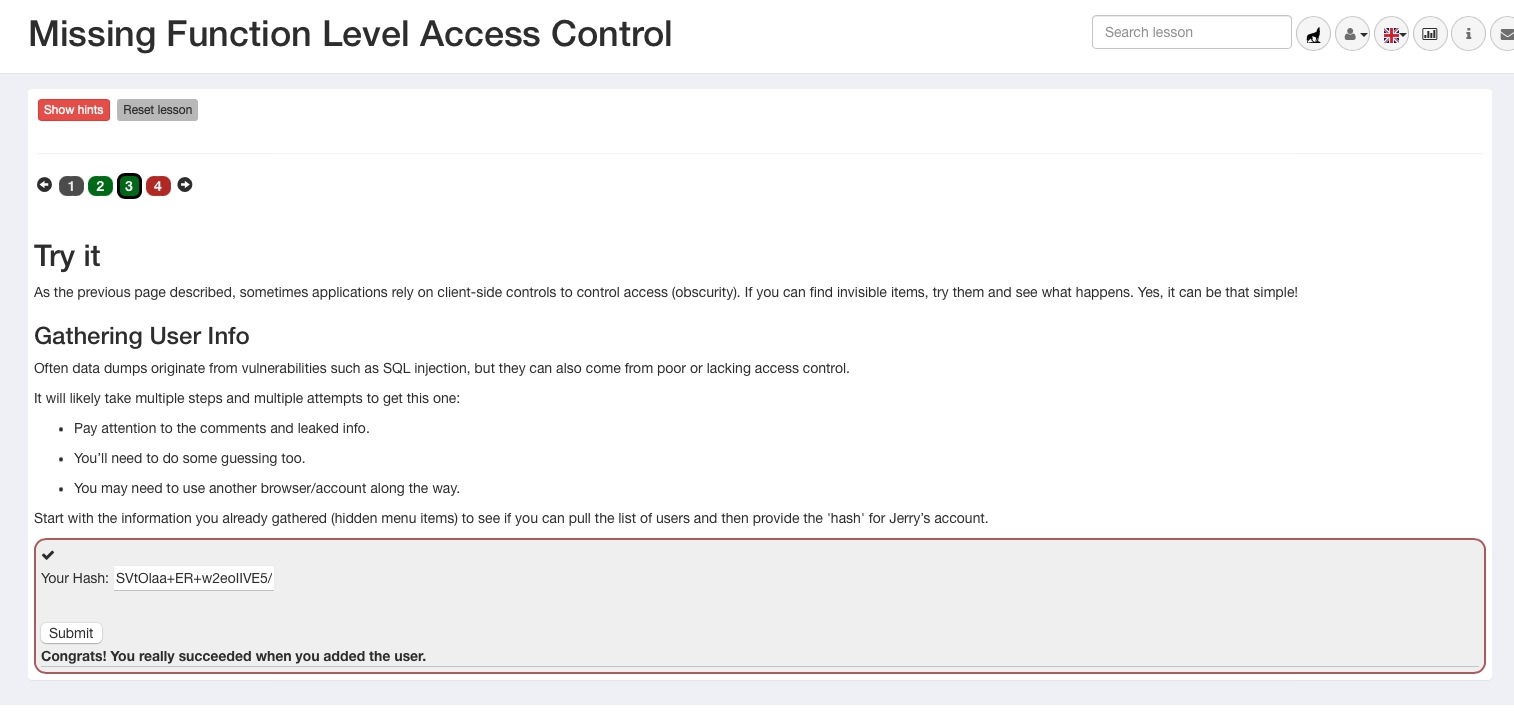 Missing Function Level Access Control
Search lesson
Show hints Reset lesson
1 2 3 4
Try it
As the previous page described, sometimes applications rely on client-side controls to control access (obscurity). If you can find invisible items, try them and see what happens. Yes, it can be that simple!
Gathering User Info
Often data dumps originate from vulnerabilities such as SQL injection, but they can also come from poor or lacking access control.
It will likely take multiple steps and multiple attempts to get this one:
• Pay attention to the comments and leaked info.
• You’ll need to do some guessing too.
• You may need to use another browser/account along the way.
Start with the information you already gathered (hidden menu items) to see if you can pull the list of users and then provide the 'hash' for Jerry’s account.
Your Hash: SVtOlaa+ER+w2eoIIVE5/
Submit
Congrats! You really succeeded when you added the user.